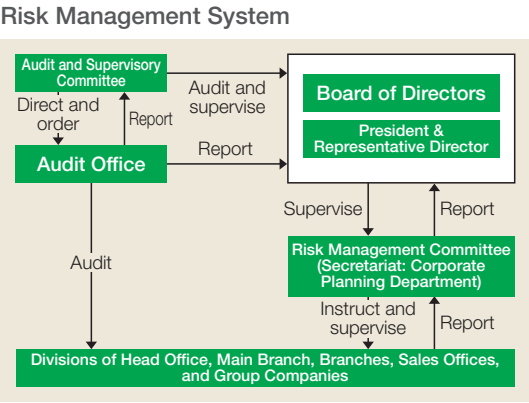 Risk Management System
Audit and Supervisory
Committee
Audit and
supervise
Board of Directors
Direct and
order
Report
President &
Representative Director
Audit Office
Report
Supervise
Report
Audit
Risk Management Committee
(Secretariat: Corporate
Planning Department)
Instruct and
supervise
Report
Divisions of Head Office, Main Branch, Branches, Sales Offices,
and Group Companies